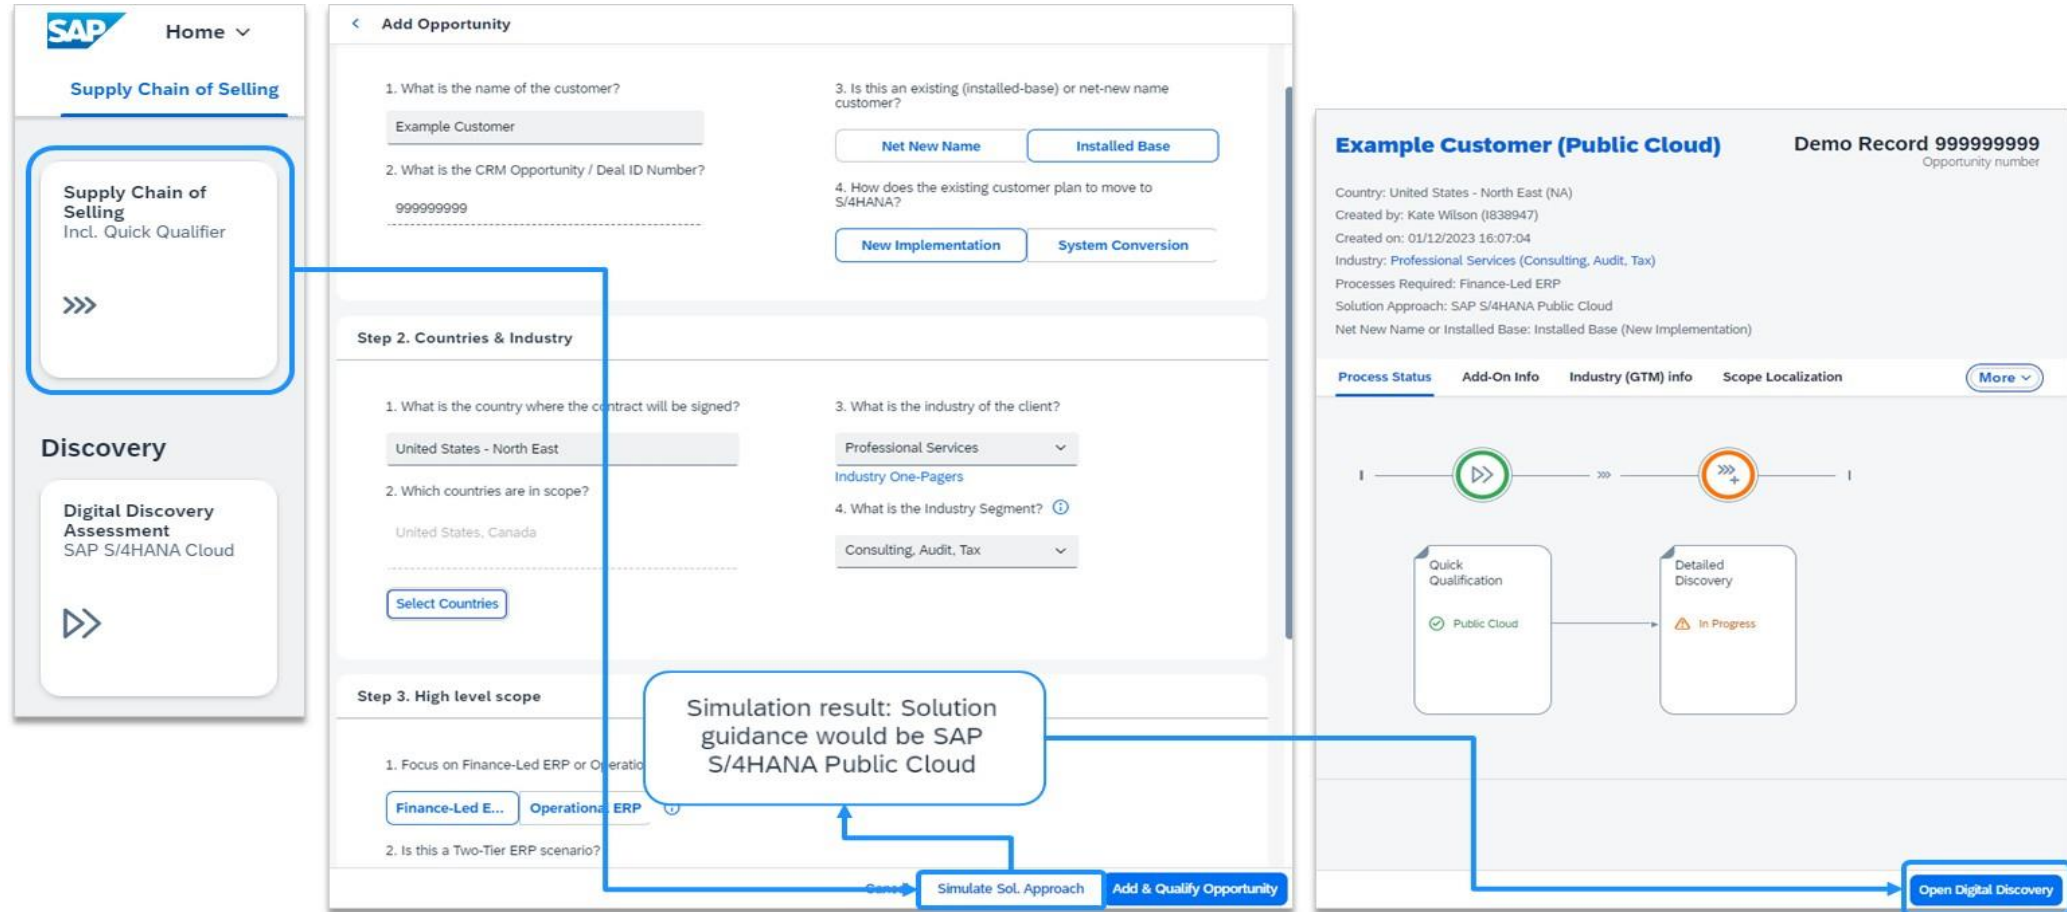 SAP
Home
Supply Chain of Selling
Supply Chain of
Selling
Incl. Quick Qualifier
Discovery
Digital Discovery
Assessment
SAP S/4HANA Cloud
Add Opportunity
1. What is the name of the customer?
Example Customer
2. What is the CRM Opportunity / Deal ID Number?
999999999
3. Is this an existing (installed-base) or net-new name
customer?
Net New Name
Installed Base
4. How does the existing customer plan to move to
S/4HANA?
New Implementation
System Conversion
Step 2. Countries & Industry
1. What is the country where the contract will be signed?
United States - North East
2. Which countries are in scope?
United States, Canada
Select Countries
3. What is the industry of the client?
Professional Services
Industry One-Pagers
4. What is the Industry Segment?
Consulting, Audit, Tax
Step 3. High level scope
1. Focus on Finance-Led ERP or Operatio
Finance-Led E...
Operational ERP
2. Is this a Two-Tier ERP scenario?
Simulation result: Solution
guidance would be SAP
S/4HANA Public Cloud
Simulate Sol. Approach
Add & Qualify Opportunity
Example Customer (Public Cloud)
Demo Record 999999999
Opportunity number
Country: United States - North East (NA)
Created by: Kate Wilson (I838947)
Created on: 01/12/2023 16:07:04
Industry: Professional Services (Consulting, Audit, Tax)
Processes Required: Finance-Led ERP
Solution Approach: SAP S/4HANA Public Cloud
Net New Name or Installed Base: Installed Base (New Implementation)
Process Status
Add-On Info
Industry (GTM) info
Scope Localization
More
Quick
Qualification
Public Cloud
Detailed
Discovery
In Progress
Open Digital Discovery